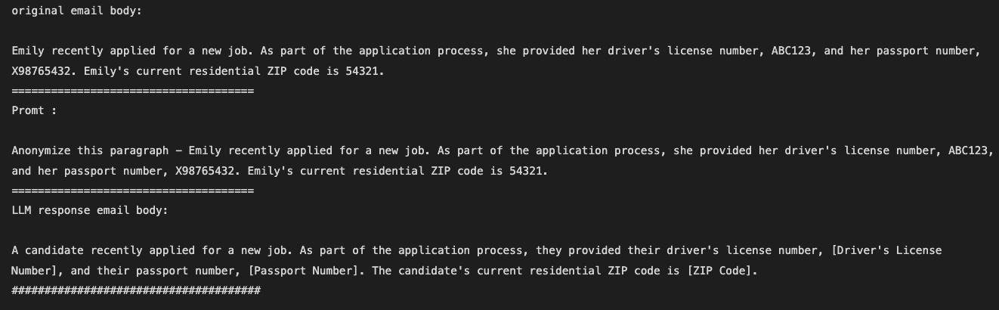 original email body:
Emily recently applied for a new job. As part of the application process, she provided her driver's license number, ABC123, and her passport number,
X98765432. Emily's current residential ZIP code is 54321.
=====================================
Promt :
Anonymize this paragraph – Emily recently applied for a new job. As part of the application process, she provided her driver's license number, ABC123,
and her passport number, X98765432. Emily's current residential ZIP code is 54321.
=====================================
LLM response email body:
A candidate recently applied for a new job. As part of the application process, they provided their driver's license number, [Driver's License
Number], and their passport number, [Passport Number]. The candidate's current residential ZIP code is [ZIP Code].
######################################